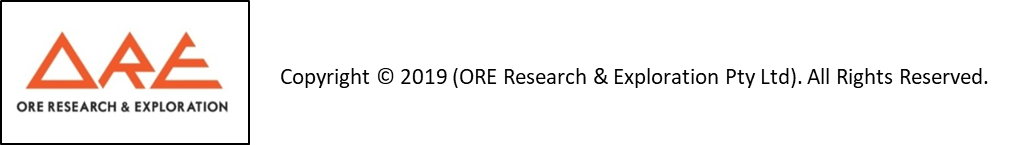 ORE
ORE RESEARCH & EXPLORATION
Copyright © 2019 (ORE Research & Exploration Pty Ltd). All Rights Reserved.